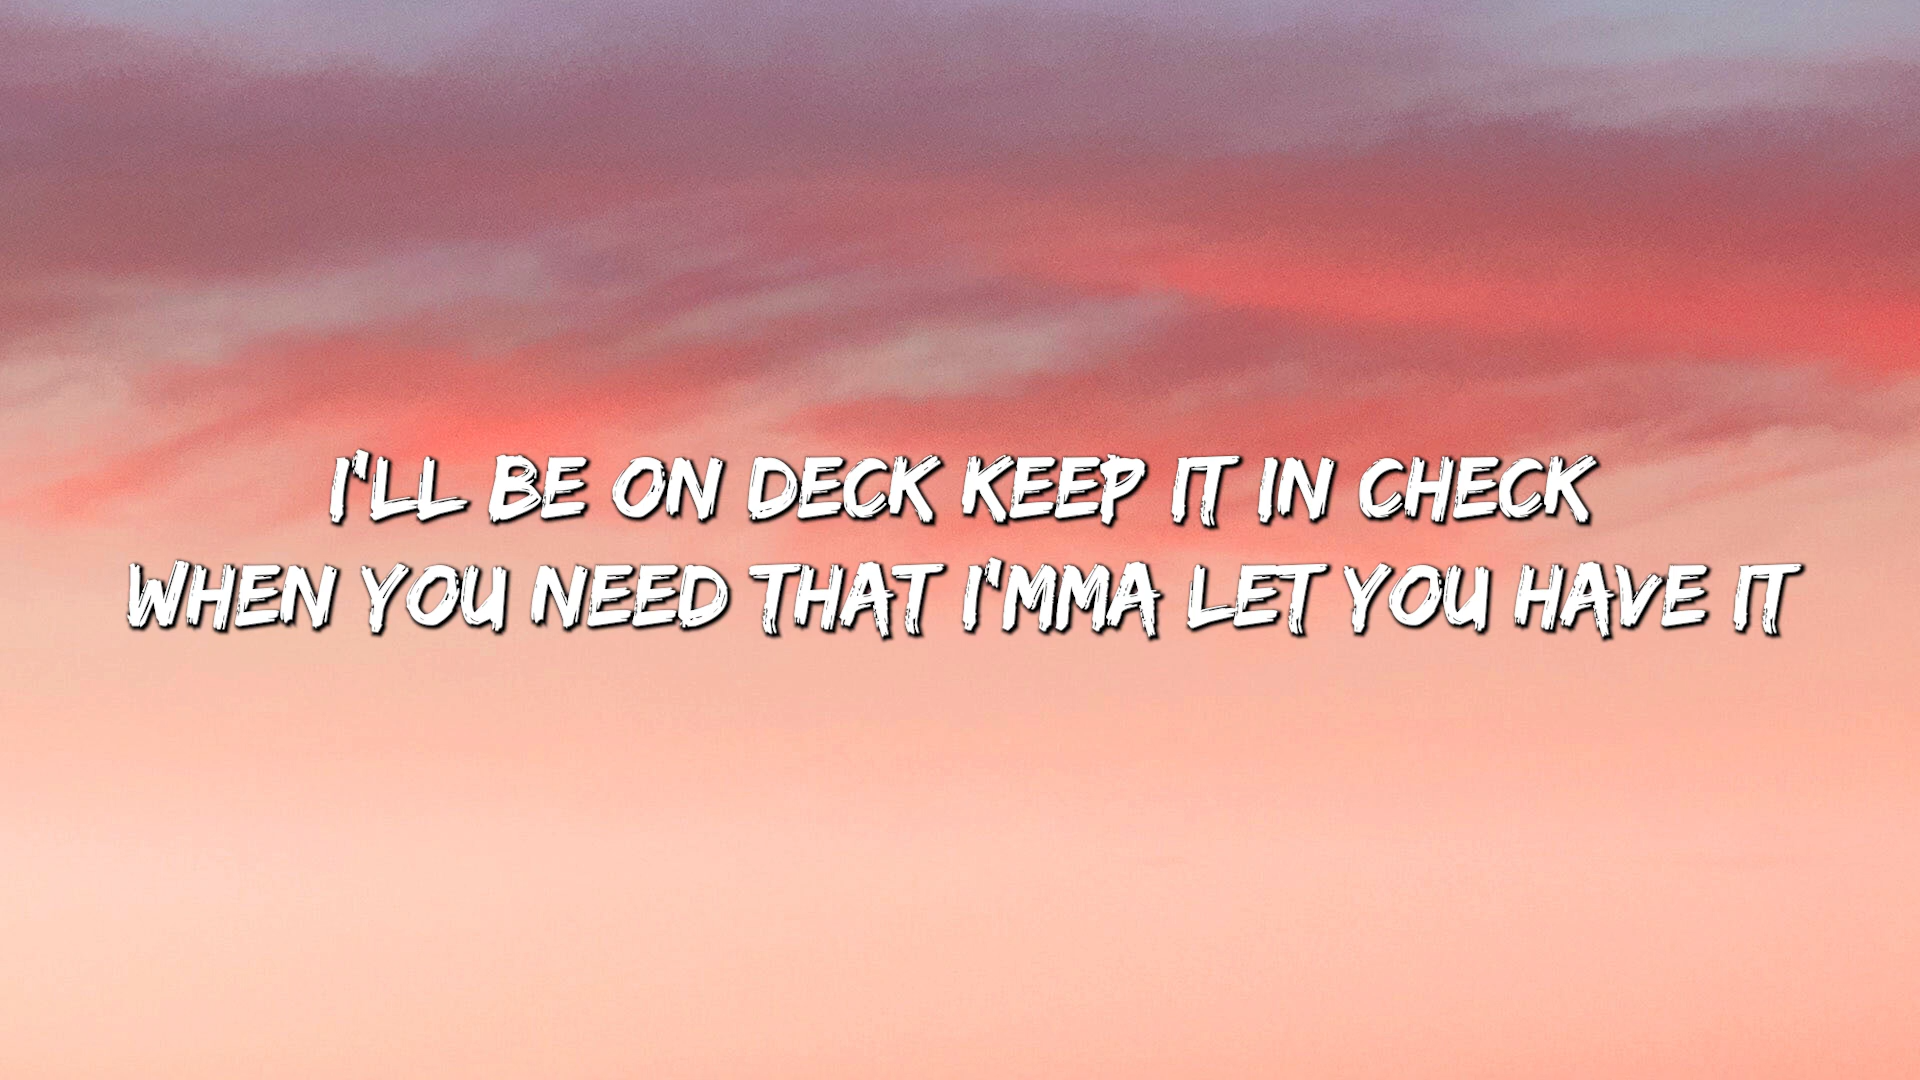 I'LL BE ON DECK KEEP IT IN CHECK
WHEN YOU NEED THAT I'MMA LET YOU HAVE IT